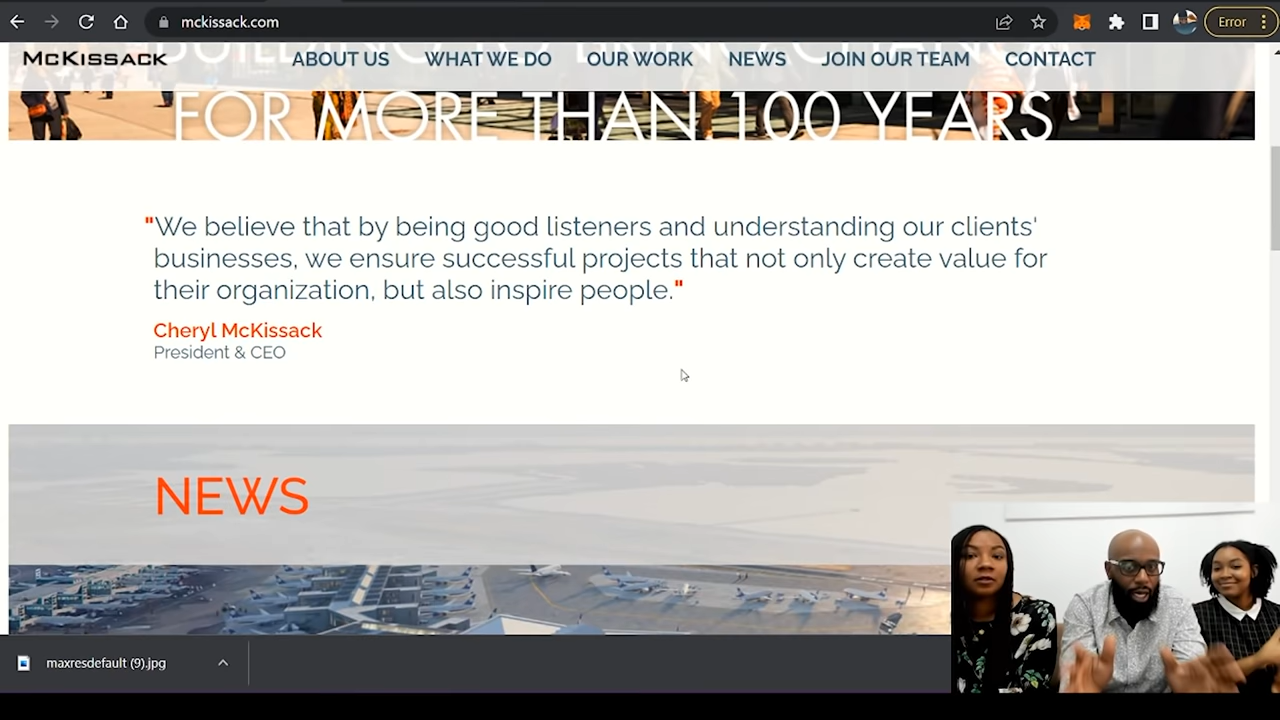 mckissack.com
Error
McKISSACK
ABOUT US
WHAT WE DO
OUR WORK
NEWS
JOIN OUR TEAM
CONTACT
FOR MORE THAN 100 YEARS
"We believe that by being good listeners and understanding our clients'
businesses, we ensure successful projects that not only create value for
their organization, but also inspire people."
Cheryl McKissack
President & CEO
NEWS
maxresdefault (9).jpg